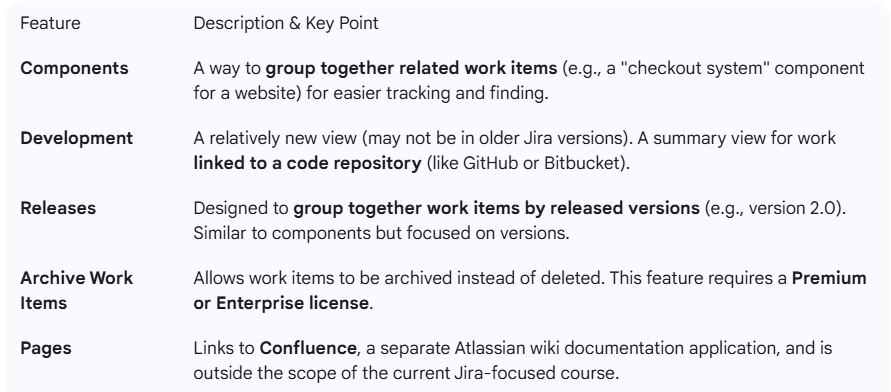 Feature Description & Key Point
Components A way to group together related work items (e.g., a "checkout system" component
for a website) for easier tracking and finding.
Development A relatively new view (may not be in older Jira versions). A summary view for work
linked to a code repository (like GitHub or Bitbucket).
Releases Designed to group together work items by released versions (e.g., version 2.0).
Similar to components but focused on versions.
Archive Work Allows work items to be archived instead of deleted. This feature requires a Premium
Items or Enterprise license.
Pages Links to Confluence, a separate Atlassian wiki documentation application, and is
outside the scope of the current Jira-focused course.